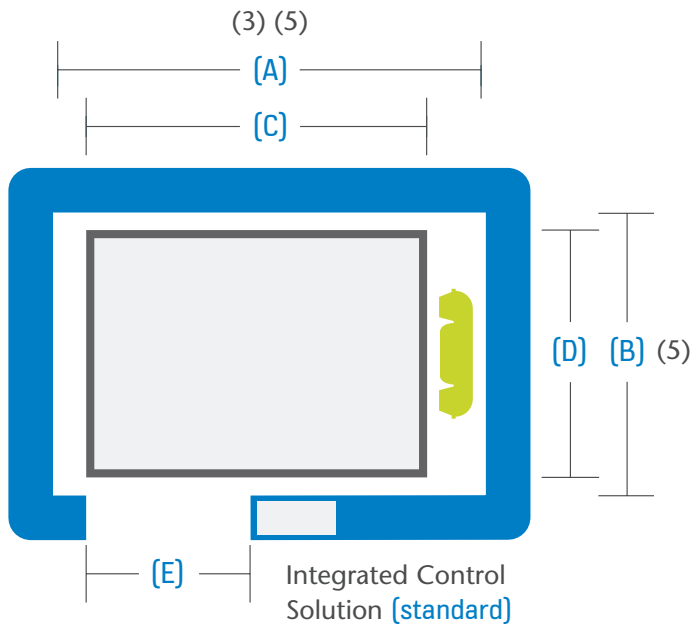 (3) (5)
(A)
(C)
(D) (B) (5)
(E)
Integrated Control
Solution (standard)